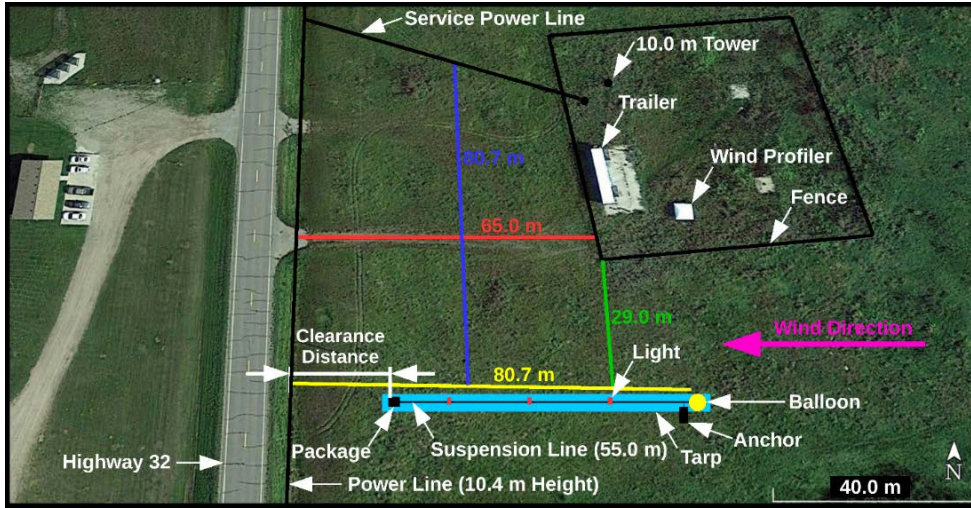 Service Power Line
10.0 m Tower
Trailer
80.7 m
Wind Profiler
Fence
65.0 m
29.0 m
Wind Direction
Clearance
Distance
Light
80.7 m
Balloon
Package
Suspension Line (55.0 m)
Tarp
Anchor
Highway 32
Power Line (10.4 m Height)
N
40.0 m